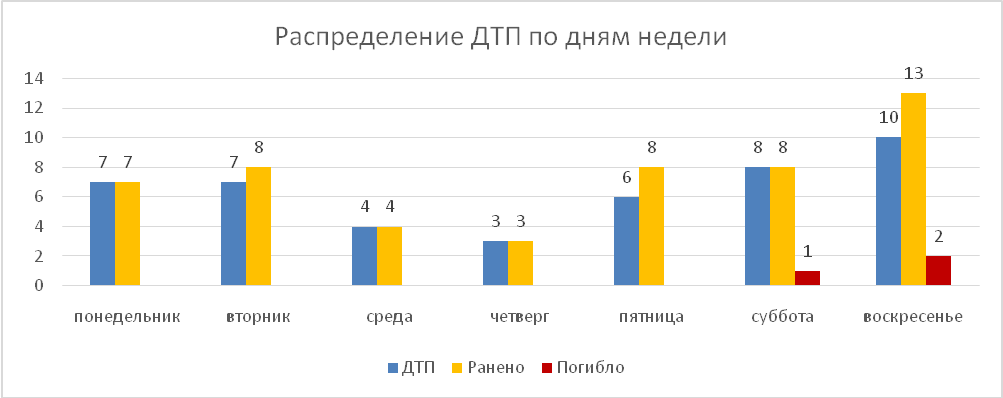 Распределение ДТП по дням недели
14
12
10
8
6
4
2
0
7 7
7 8
4 4
3 3
6 8
8 8 1
10 13 2
понедельник вторник среда четверг пятница суббота воскресенье
ДТП Ранено Погибло